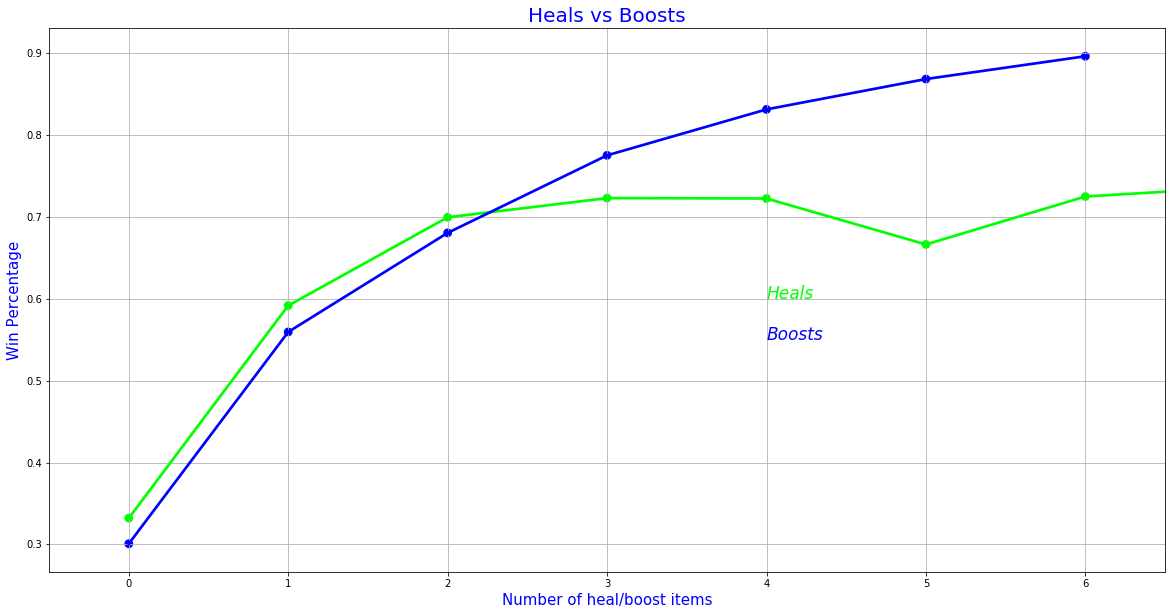 Heals vs Boosts
Win Percentage
0.9
0.8
0.7
0.6
0.5
0.4
0.3
Heals
Boosts
0 1 2 3 4 5 6
Number of heal/boost items